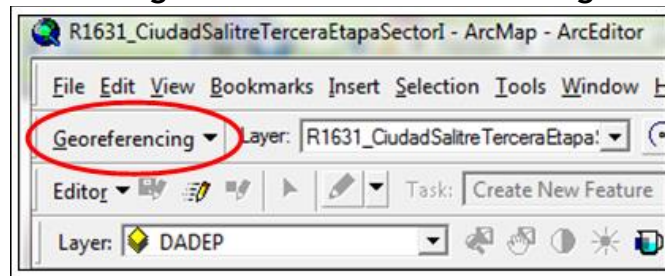 R1631_CiudadSalitreTerceraEtapaSectorI - ArcMap - ArcEditor
File Edit View Bookmarks Insert Selection Tools Window H
Georeferencing Layer: R1631_CiudadSalitreTerceraEtapa:
Editor Task: Create New Feature
Layer: DADEP